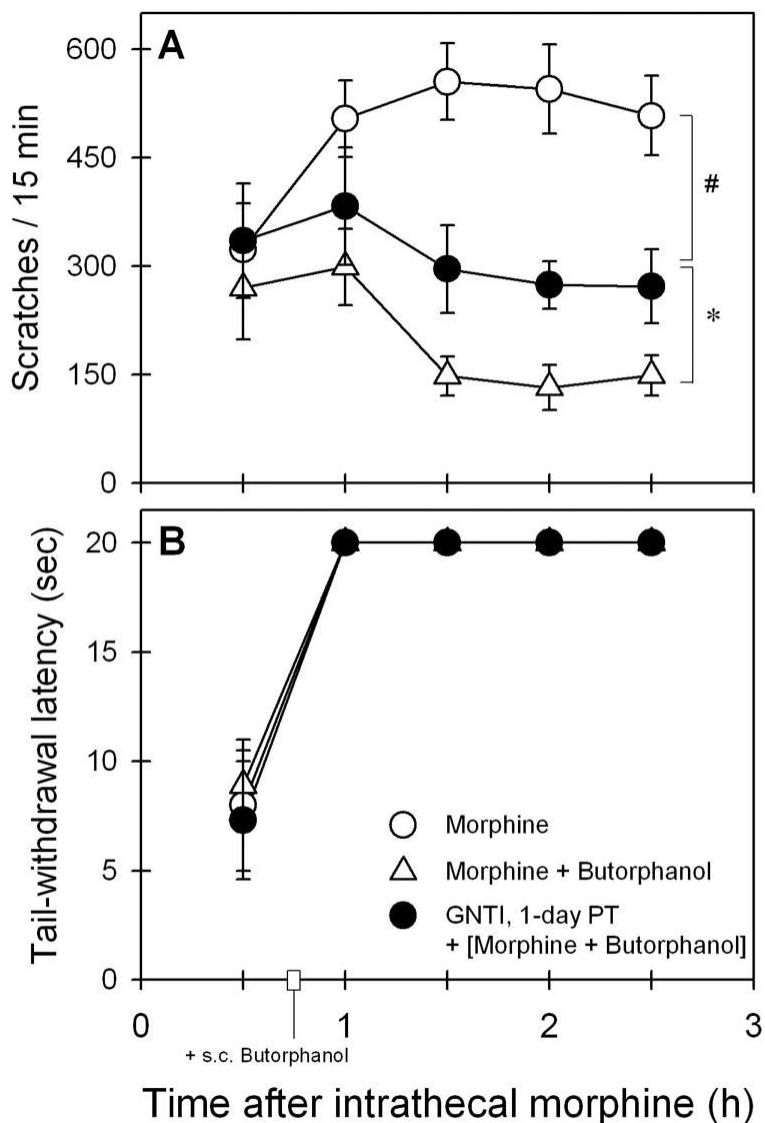 A
600
450
300
150
0
Scratches / 15 min
#
*
B
20
15
10
5
0
Tail-withdrawal latency (sec)
Morphine
Morphine + Butorphanol
GNTI, 1-day PT
+ [Morphine + Butorphanol]
0 1 2 3
+ s.c. Butorphanol
Time after intrathecal morphine (h)